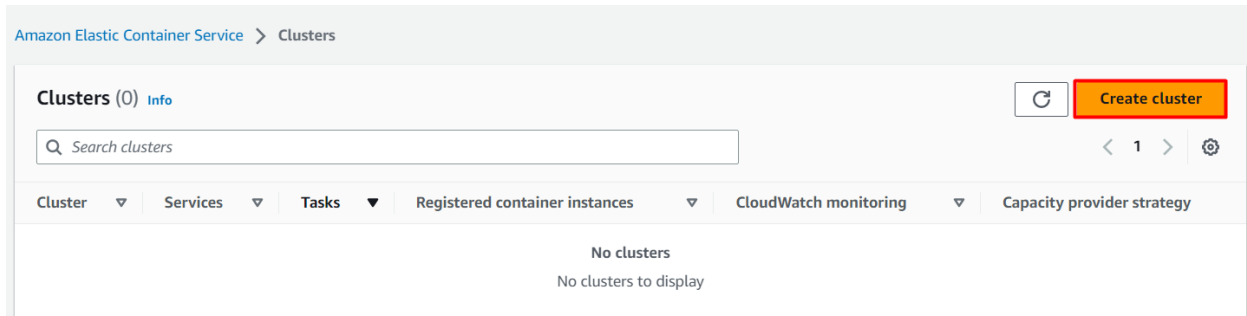 Amazon Elastic Container Service > Clusters
Clusters (0) Info
Create cluster
Search clusters
1
Cluster Services Tasks Registered container instances CloudWatch monitoring Capacity provider strategy
No clusters
No clusters to display